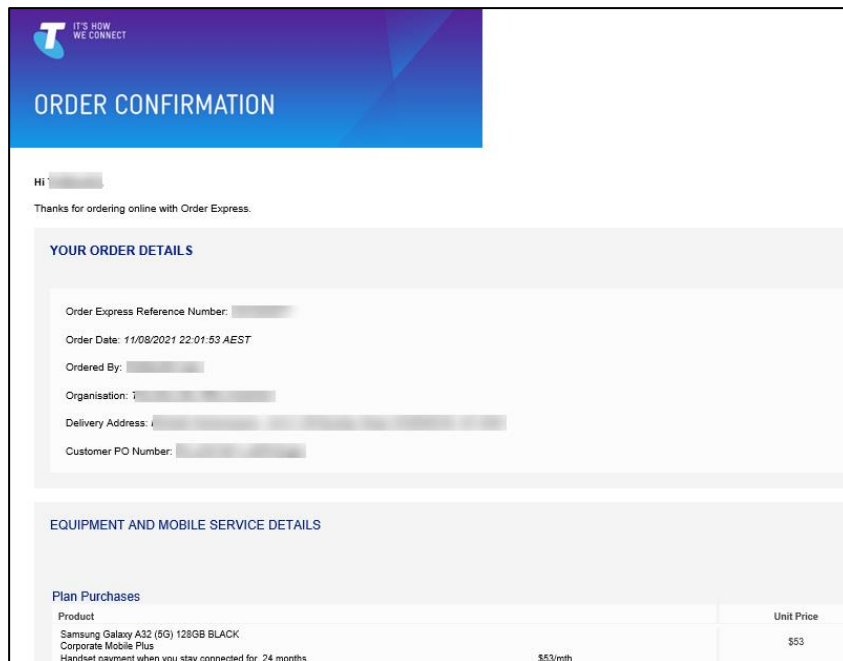 IT'S HOW
WE CONNECT
ORDER CONFIRMATION
Hi
Thanks for ordering online with Order Express.
YOUR ORDER DETAILS
Order Express Reference Number:
Order Date: 11/08/2021 22:01:53 AEST
Ordered By:
Organisation:
Delivery Address:
Customer PO Number:
EQUIPMENT AND MOBILE SERVICE DETAILS
Plan Purchases
Product Unit Price
Samsung Galaxy A32 (5G) 128GB BLACK
Corporate Mobile Plus $53
Handset payment when you stay connected for 24 months $53/mth